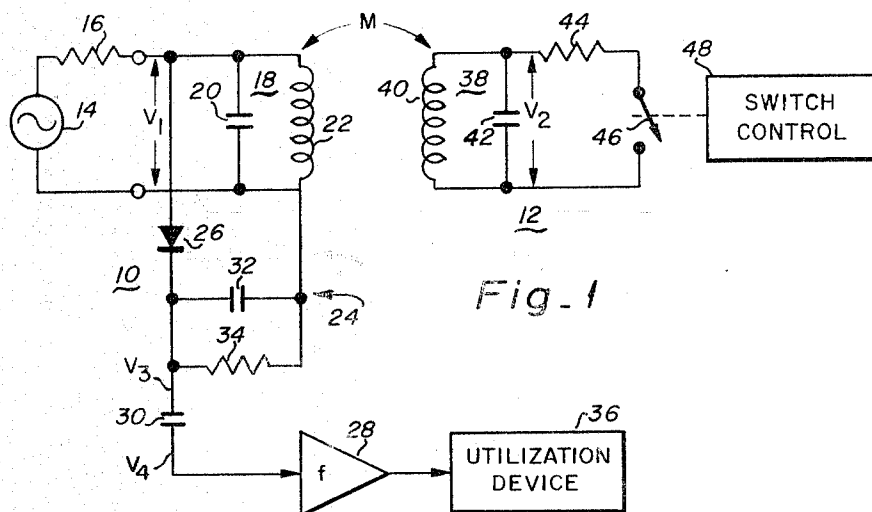 M
16
44
48
20
18
40
38
SWITCH
CONTROL
14
V1
22
42
V2
46
26
12
10
32
Fig_1
24
34
V3
30
28
36
V4
f
UTILIZATION
DEVICE